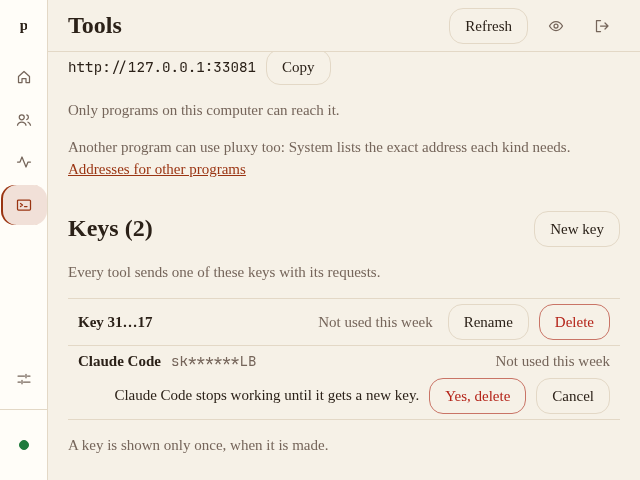 p
Tools
Refresh
http://127.0.0.1:33081
Copy
Only programs on this computer can reach it.
Another program can use pluxy too: System lists the exact address each kind needs.
Addresses for other programs
Keys (2)
New key
Every tool sends one of these keys with its requests.
Key 31…17
Not used this week
Rename
Delete
Claude Code
sk******LB
Not used this week
Claude Code stops working until it gets a new key.
Yes, delete
Cancel
A key is shown only once, when it is made.